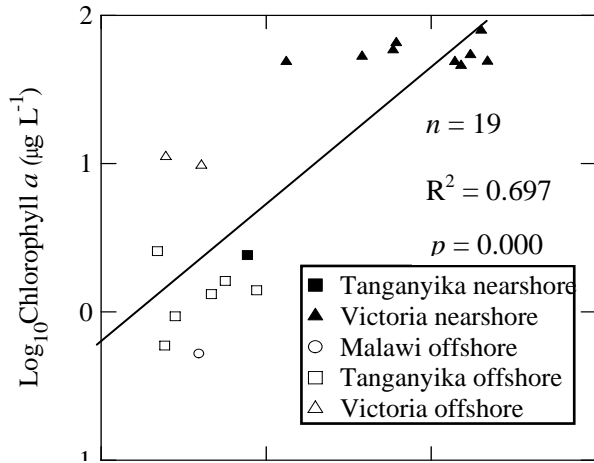 2
1
0
1
Log₁₀Chlorophyll a (µg L⁻¹)
n = 19
R² = 0.697
p = 0.000
Tanganyika nearshore
Victoria nearshore
Malawi offshore
Tanganyika offshore
Victoria offshore